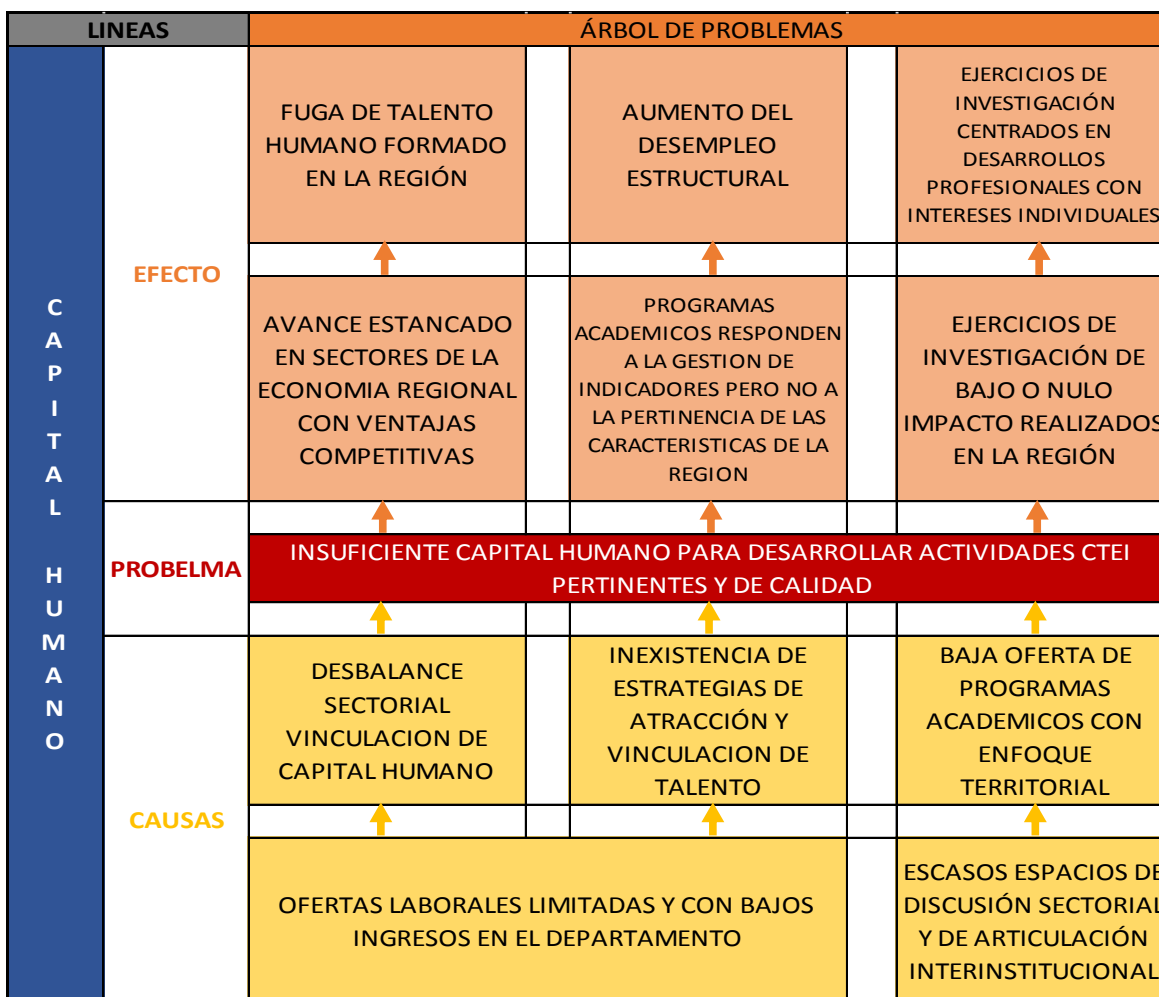 LINEAS
ÁRBOL DE PROBLEMAS
CAPITAL HUMANO
EFECTO
FUGA DE TALENTO
HUMANO FORMADO
EN LA REGIÓN
AUMENTO DEL
DESEMPLEO
ESTRUCTURAL
EJERCICIOS DE
INVESTIGACIÓN
CENTRADOS EN
DESARROLLOS
PROFESIONALES CON
INTERESES INDIVIDUALES
AVANCE ESTANCADO
EN SECTORES DE LA
ECONOMIA REGIONAL
CON VENTAJAS
COMPETITIVAS
PROGRAMAS
ACADEMICOS RESPONDEN
A LA GESTION DE
INDICADORES PERO NO A
LA PERTINENCIA DE LAS
CARACTERISTICAS DE LA
REGION
EJERCICIOS DE
INVESTIGACIÓN DE
BAJO O NULO
IMPACTO REALIZADOS
EN LA REGIÓN
PROBELMA
INSUFICIENTE CAPITAL HUMANO PARA DESARROLLAR ACTIVIDADES CTEI
PERTINENTES Y DE CALIDAD
CAUSAS
DESBALANCE
SECTORIAL
VINCULACION DE
CAPITAL HUMANO
INEXISTENCIA DE
ESTRATEGIAS DE
ATRACCIÓN Y
VINCULACION DE
TALENTO
BAJA OFERTA DE
PROGRAMAS
ACADEMICOS CON
ENFOQUE
TERRITORIAL
OFERTAS LABORALES LIMITADAS Y CON BAJOS
INGRESOS EN EL DEPARTAMENTO
ESCASOS ESPACIOS DE
DISCUSIÓN SECTORIAL
Y DE ARTICULACIÓN
INTERINSTITUCIONAL